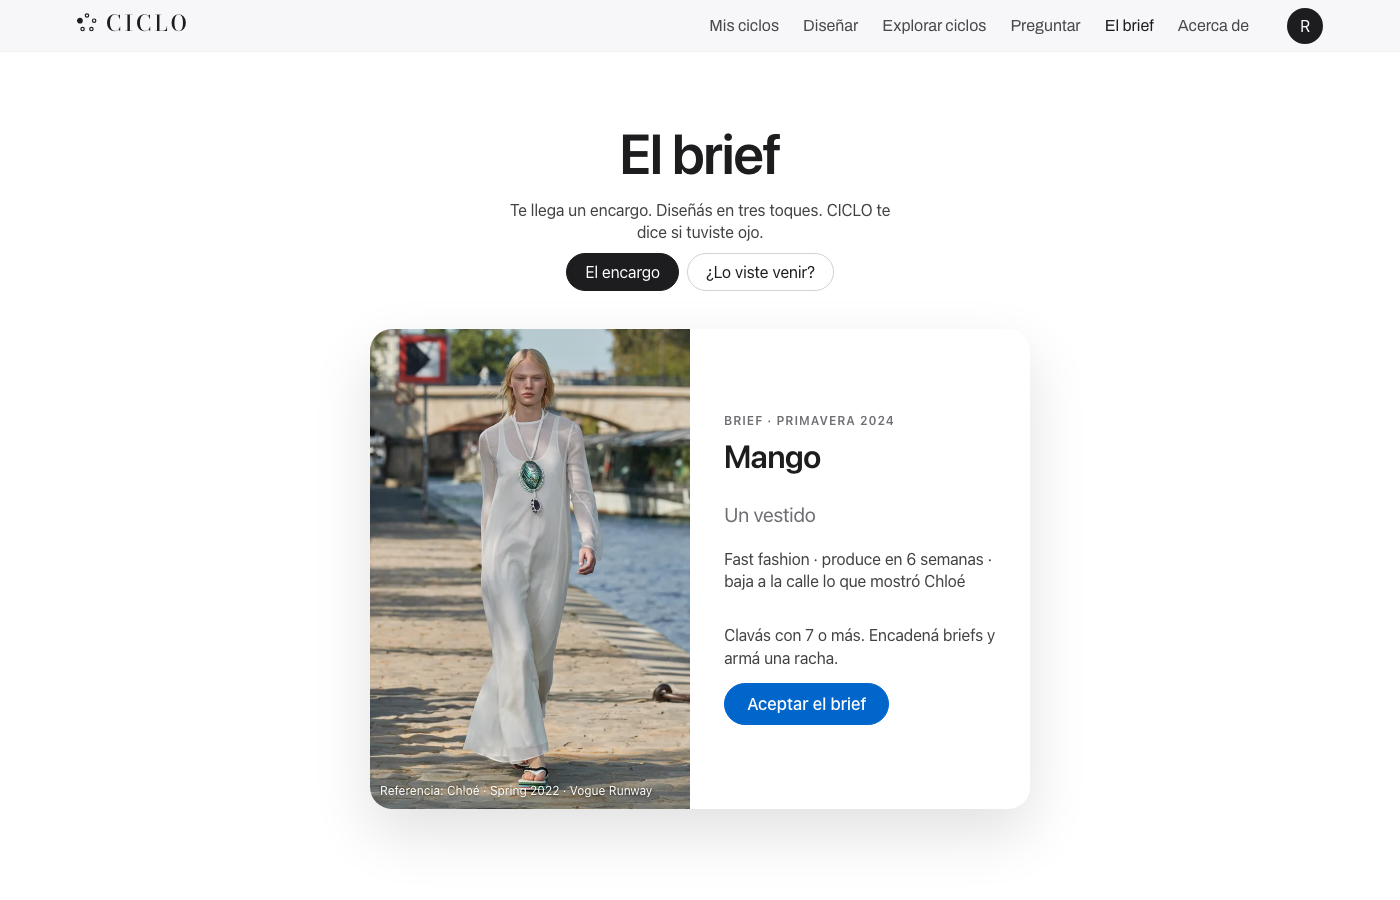 CICLO
Mis ciclos
Diseñar
Explorar ciclos
Preguntar
El brief
Acerca de
R
El brief
Te llega un encargo. Diseñás en tres toques. CICLO te
dice si tuviste ojo.
El encargo
¿Lo viste venir?
BRIEF · PRIMAVERA 2024
Mango
Un vestido
Fast fashion · produce en 6 semanas ·
baja a la calle lo que mostró Chloé
Clavás con 7 o más. Encadená briefs y
armá una racha.
Aceptar el brief
Referencia: Chloé · Spring 2022 · Vogue Runway